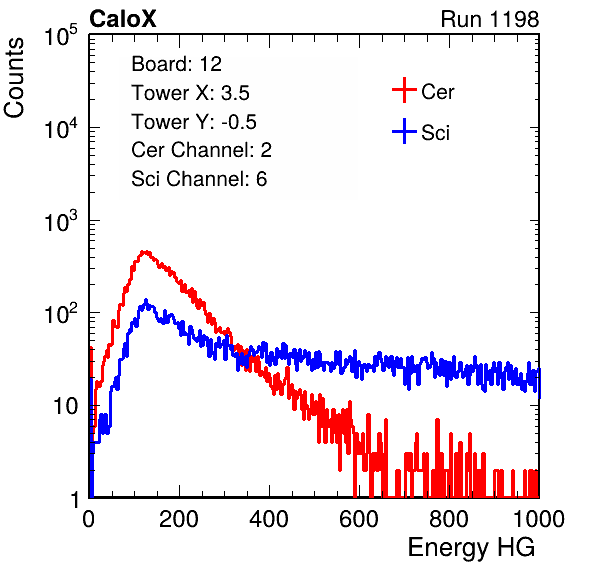 CaloX
Run 1198
Counts
10^5
10^4
10^3
10^2
10
1
Board: 12
Tower X: 3.5
Tower Y: -0.5
Cer Channel: 2
Sci Channel: 6
Cer
Sci
0 200 400 600 800 1000
Energy HG